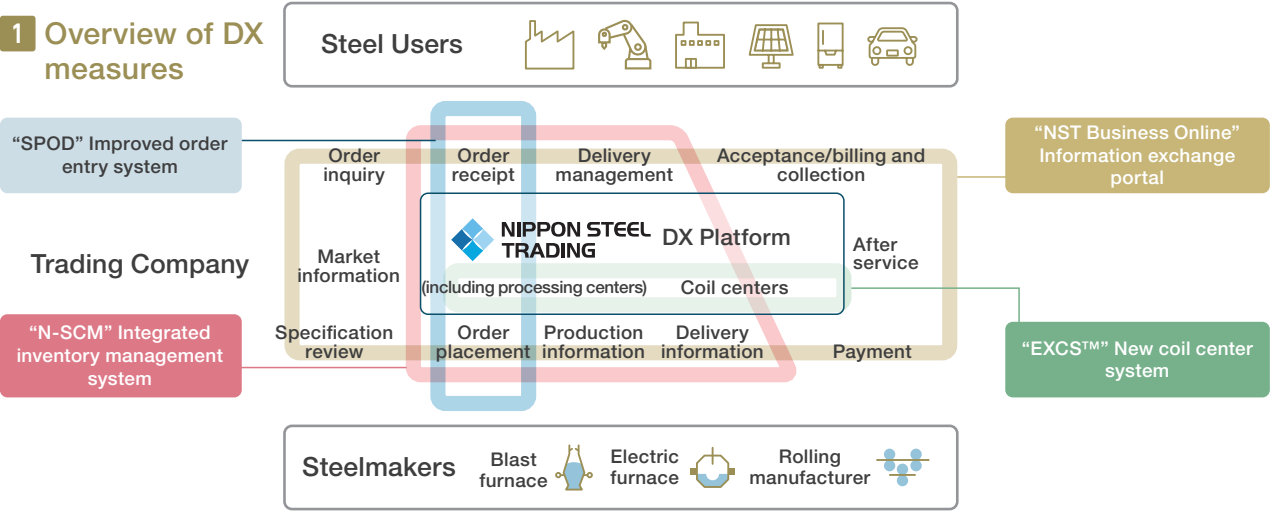 1 Overview of DX
measures
Steel Users
“SPOD” Improved order
entry system
“NST Business Online”
Information exchange
portal
Order
inquiry
Order
receipt
Delivery
management
Acceptance/billing and
collection
Trading Company
Market
information
NIPPON STEEL
TRADING
DX Platform
After
service
(including processing centers)
Coil centers
“N-SCM” Integrated
inventory management
system
Specification
review
Order
placement
Production
information
Delivery
information
Payment
“EXCS™” New coil center
system
Steelmakers
Blast
furnace
Electric
furnace
Rolling
manufacturer